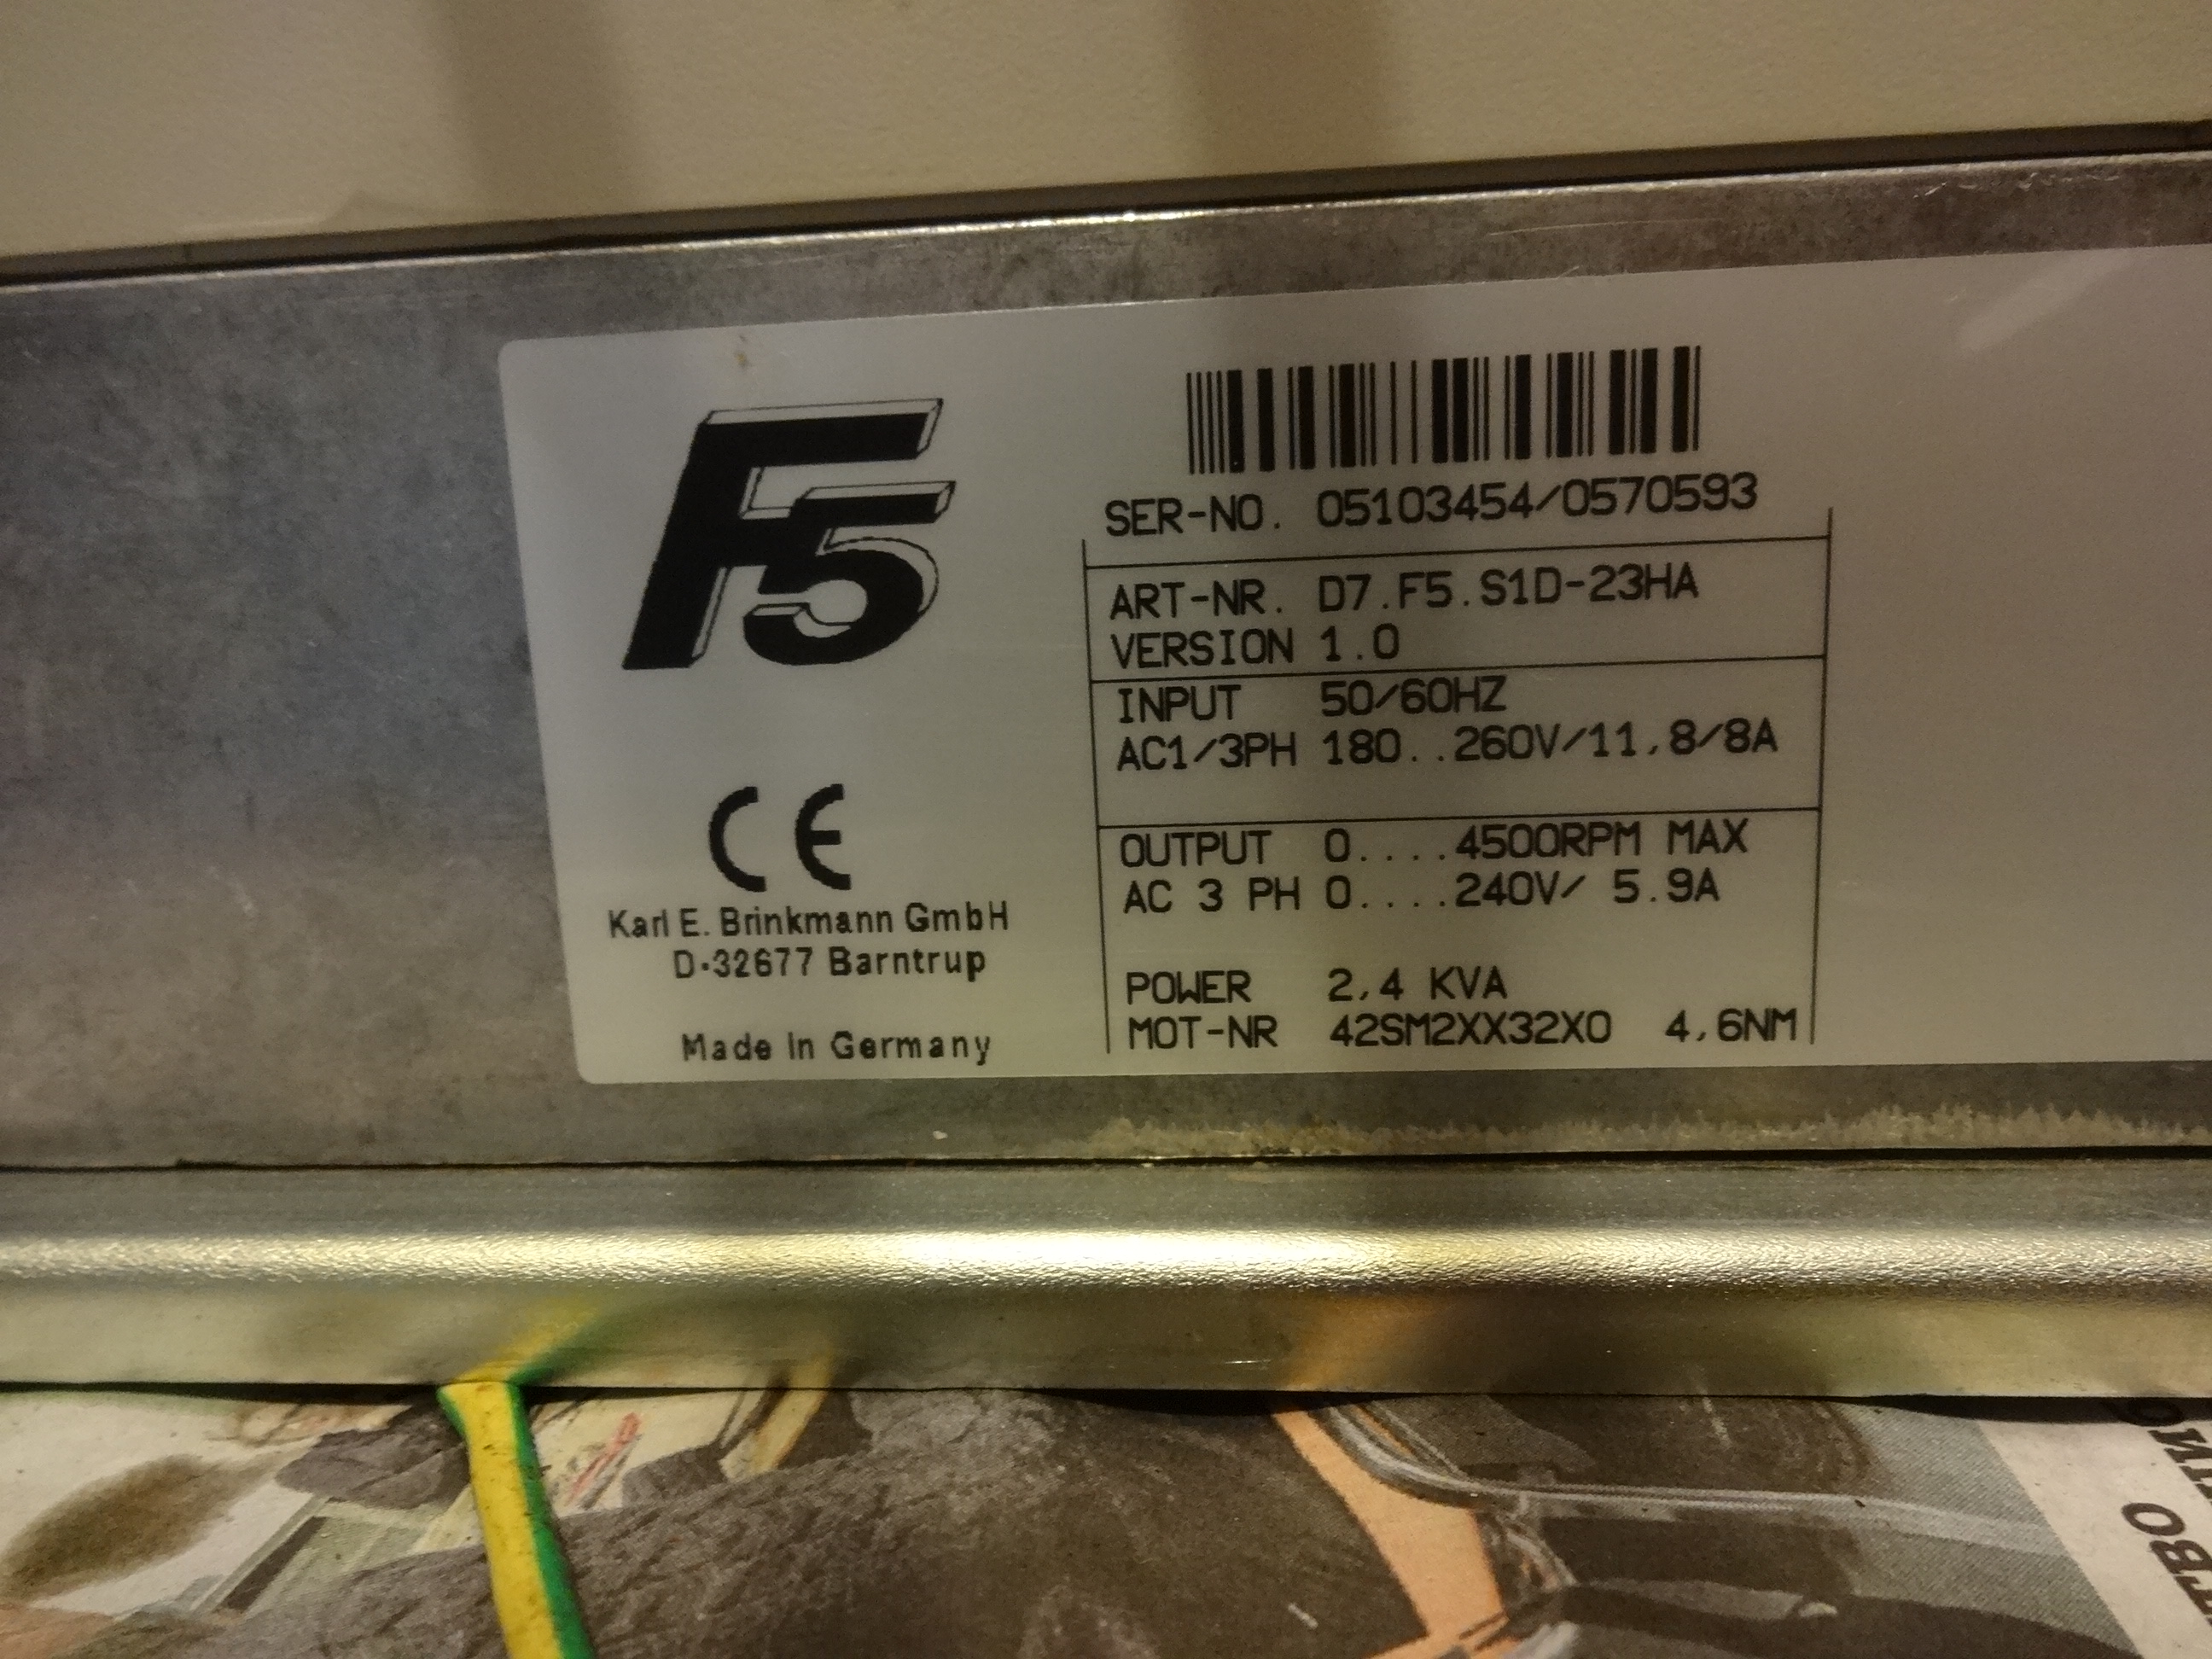 F5
CE
Karl E. Brinkmann GmbH
D-32677 Barntrup
Made in Germany
SER-NO. 05103454/0570593
ART-NR. D7.F5.S1D-23HA
VERSION 1.0
INPUT 50/60HZ
AC1/3PH 180..260V/11,8/8A
OUTPUT 0....4500RPM MAX
AC 3 PH 0....240V/ 5.9A
POWER 2,4 KVA
MOT-NR 42SM2XX32X0 4,6NM